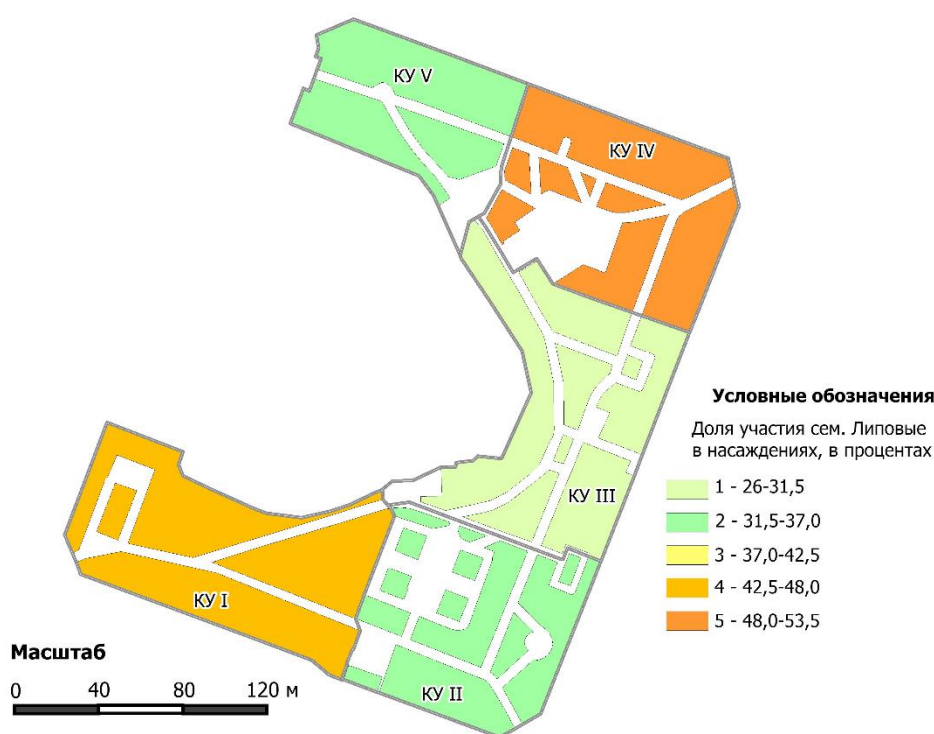 КУ V
КУ IV
КУ III
КУ I
КУ II
Условные обозначения
Доля участия сем. Липовые
в насаждениях, в процентах
1 - 26-31,5
2 - 31,5-37,0
3 - 37,0-42,5
4 - 42,5-48,0
5 - 48,0-53,5
Масштаб
0 40 80 120 м